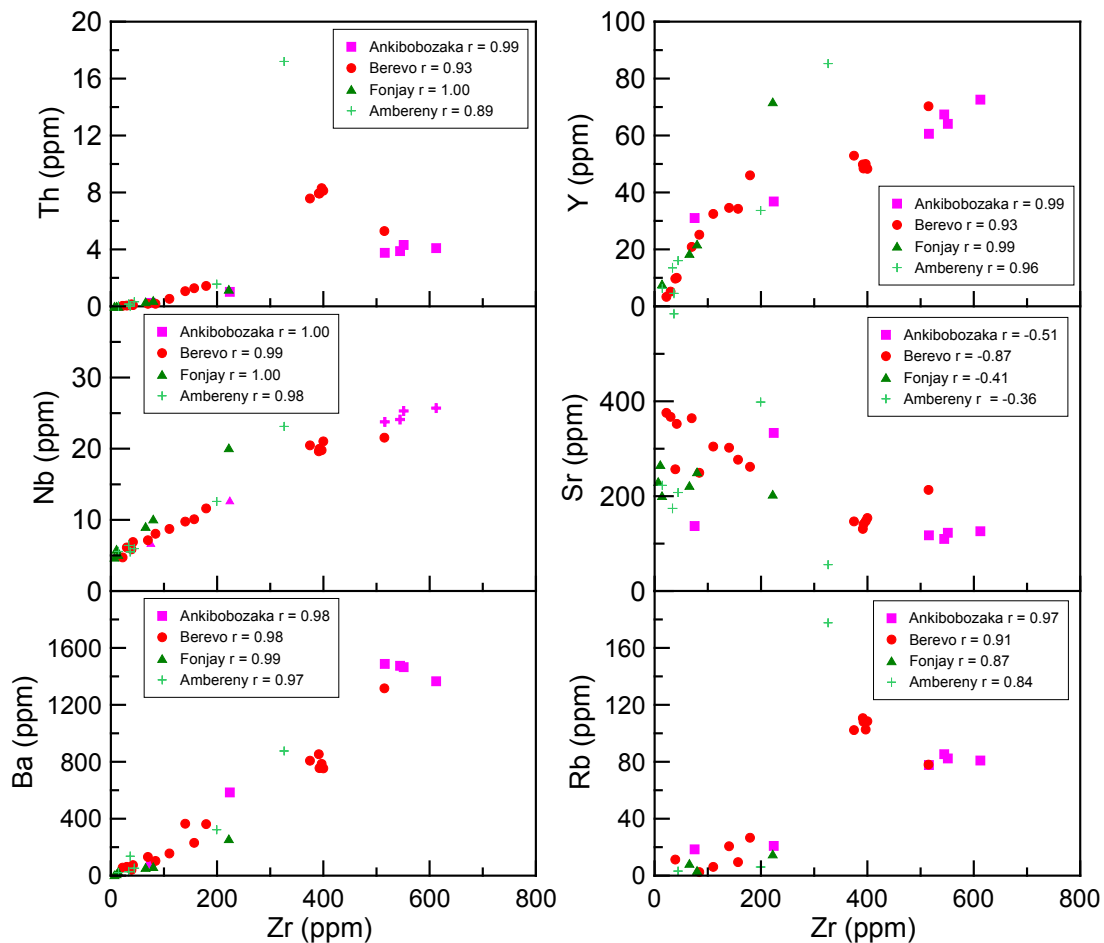 20
16
12
8
4
0
Th (ppm)
Ankibobozaka r = 0.99
Berevo r = 0.93
Fonjay r = 1.00
Ambereny r = 0.89
100
80
60
40
20
0
Y (ppm)
Ankibobozaka r = 0.99
Berevo r = 0.93
Fonjay r = 0.99
Ambereny r = 0.96
30
20
10
0
Nb (ppm)
Ankibobozaka r = 1.00
Berevo r = 0.99
Fonjay r = 1.00
Ambereny r = 0.98
400
200
0
Sr (ppm)
Ankibobozaka r = -0.51
Berevo r = -0.87
Fonjay r = -0.41
Ambereny r = -0.36
1600
1200
800
400
0
Ba (ppm)
Ankibobozaka r = 0.98
Berevo r = 0.98
Fonjay r = 0.99
Ambereny r = 0.97
0 200 400 600 800
Zr (ppm)
160
120
80
40
0
Rb (ppm)
Ankibobozaka r = 0.97
Berevo r = 0.91
Fonjay r = 0.87
Ambereny r = 0.84
0 200 400 600 800
Zr (ppm)